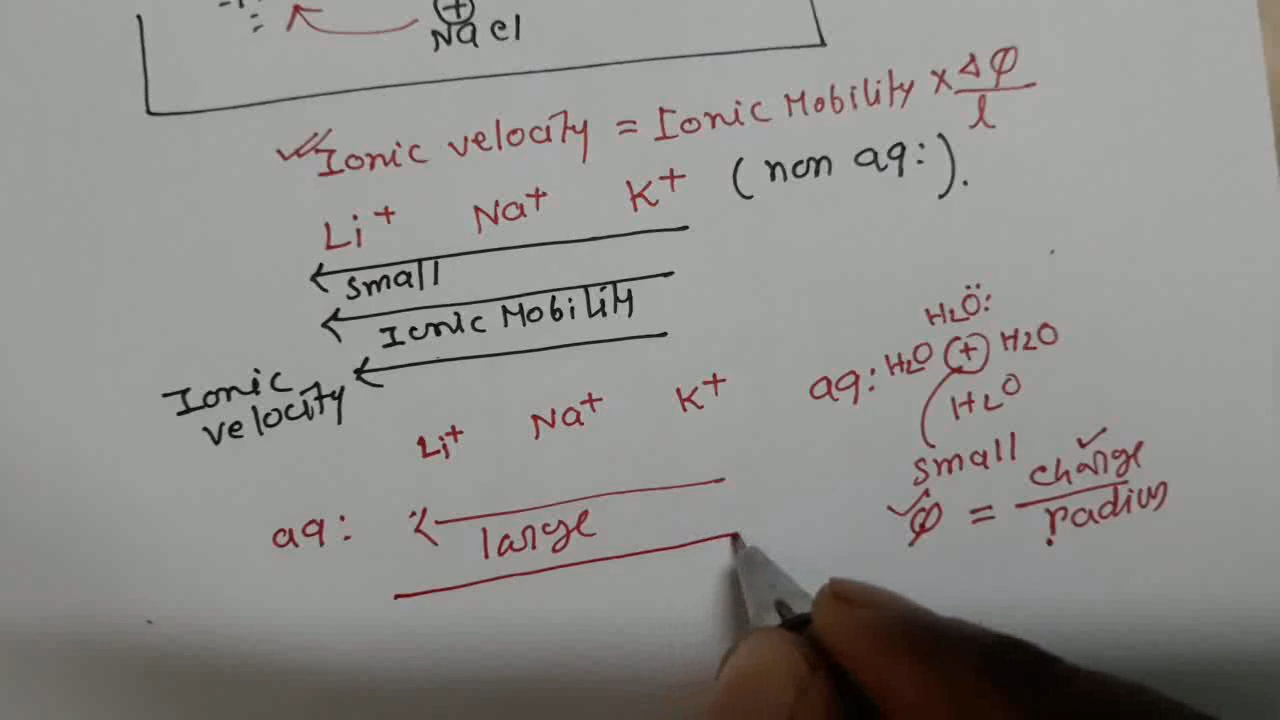 NaCl
Ionic velocity = Ionic Mobility × Δφ/l
Li+ Na+ K+ (non aq:).
small
Ionic Mobility
Ionic velocity
H2O:
aq: H2O + H2O
H2O
small
φ = charge/radius
Li+ Na+ K+
aq: large